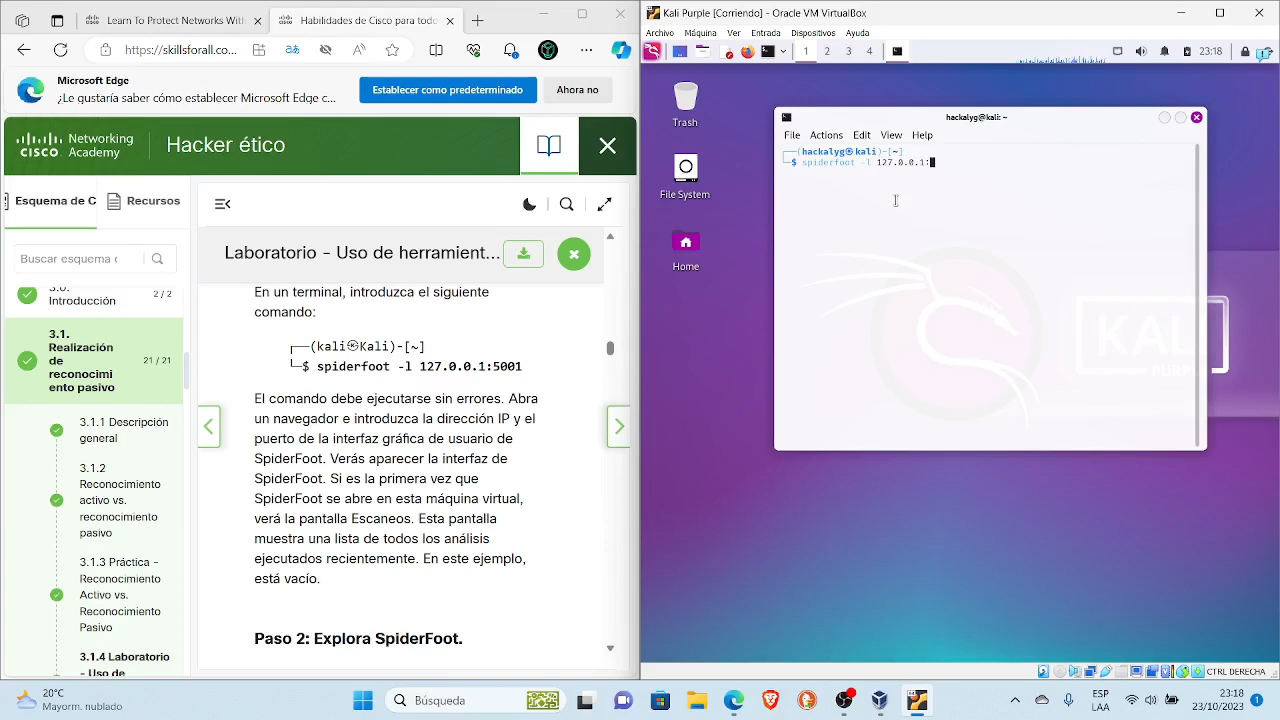 Learn To Protect Networks With
Habilidades de Cisco para todo
https://skillsforall.co...
Microsoft Edge
¿Le gustaría saber cómo establecer Microsoft Edge c...
Establecer como predeterminado
Ahora no
CISCO
Networking
Academy
Hacker ético
Esquema de C
Recursos
Buscar esquema c
Introducción
2 / 2
3.1.
Realización
de
reconocimi
ento pasivo
21 / 21
3.1.1 Descripción
general
3.1.2
Reconocimiento
activo vs.
reconocimiento
pasivo
3.1.3 Práctica -
Reconocimiento
Activo vs.
Reconocimiento
Pasivo
3.1.4 Laboratorio
- Uso de
Laboratorio - Uso de herramient...
En un terminal, introduzca el siguiente
comando:
┌──(kali㉿Kali)-[~]
└─$ spiderfoot -l 127.0.0.1:5001
El comando debe ejecutarse sin errores. Abra
un navegador e introduzca la dirección IP y el
puerto de la interfaz gráfica de usuario de
SpiderFoot. Verás aparecer la interfaz de
SpiderFoot. Si es la primera vez que
SpiderFoot se abre en esta máquina virtual,
verá la pantalla Escaneos. Esta pantalla
muestra una lista de todos los análisis
ejecutados recientemente. En este ejemplo,
está vacío.
Paso 2: Explora SpiderFoot.
Kali Purple [Corriendo] - Oracle VM VirtualBox
Archivo Máquina Ver Entrada Dispositivos Ayuda
1 2 3 4
23:18
Trash
File System
Home
hackalyg@kali: ~
File Actions Edit View Help
┌──(hackalyg㉿kali)-[~]
└─$ spiderfoot -l 127.0.0.1:
KALI
PURPLE
CTRL DERECHA
20°C
Mayorm. nublado
Búsqueda
ESP
LAA
23:18
23/10/2023
1